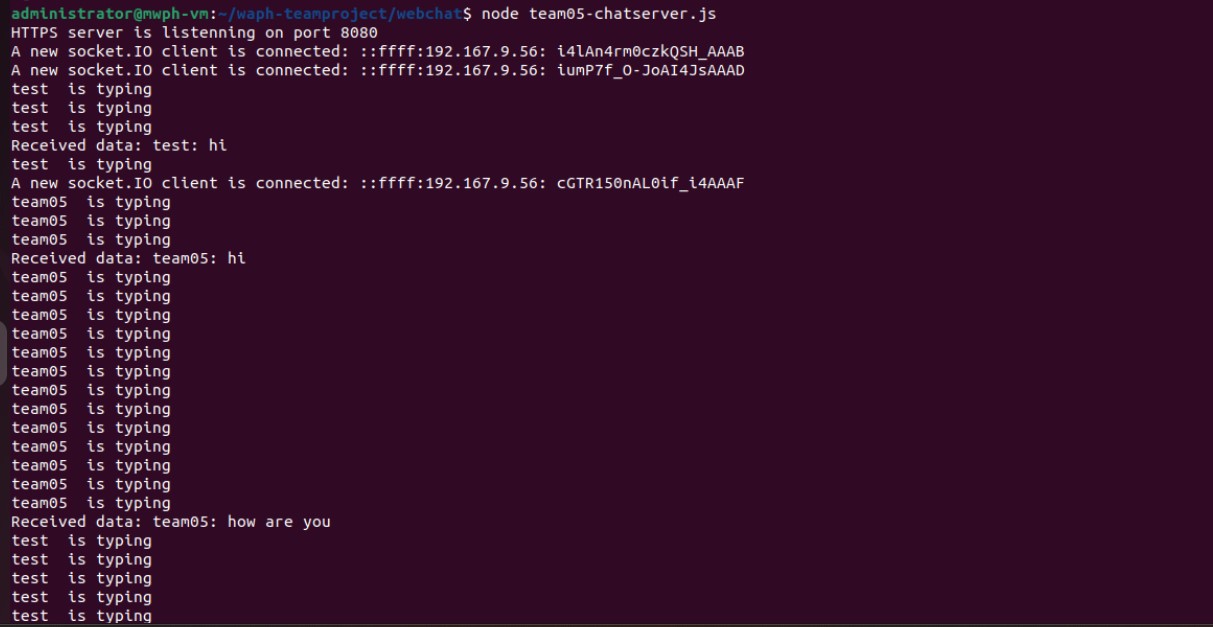 administrator@mwph-vm:~/waph-teamproject/webchat$ node team05-chatserver.js
HTTPS server is listenning on port 8080
A new socket.IO client is connected: ::ffff:192.168.9.56: i4lAn4rm0czkQSH_AAAB
A new socket.IO client is connected: ::ffff:192.167.9.56: iumP7f_O-JoAI4JsAAAD
test  is typing
test  is typing
test  is typing
Received data: test: hi
test  is typing
A new socket.IO client is connected: ::ffff:192.167.9.56: cGTR150nAL0if_i4AAAF
team05  is typing
team05  is typing
team05  is typing
Received data: team05: hi
team05  is typing
team05  is typing
team05  is typing
team05  is typing
team05  is typing
team05  is typing
team05  is typing
team05  is typing
team05  is typing
team05  is typing
team05  is typing
team05  is typing
team05  is typing
Received data: team05: how are you
test  is typing
test  is typing
test  is typing
test  is typing
test  is typing